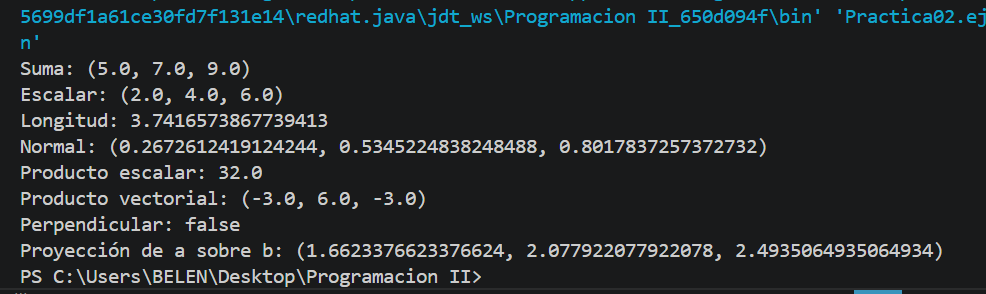 5699df1a61ce30fd7f131e14\redhat.java\jdt_ws\Programacion II_650d094f\bin' 'Practica02.ej
n'
Suma: (5.0, 7.0, 9.0)
Escalar: (2.0, 4.0, 6.0)
Longitud: 3.7416573867739413
Normal: (0.2672612419124244, 0.5345224838248488, 0.8017837257372732)
Producto escalar: 32.0
Producto vectorial: (-3.0, 6.0, -3.0)
Perpendicular: false
Proyección de a sobre b: (1.6623376623376624, 2.077922077922078, 2.4935064935064934)
PS C:\Users\BELEN\Desktop\Programacion II>